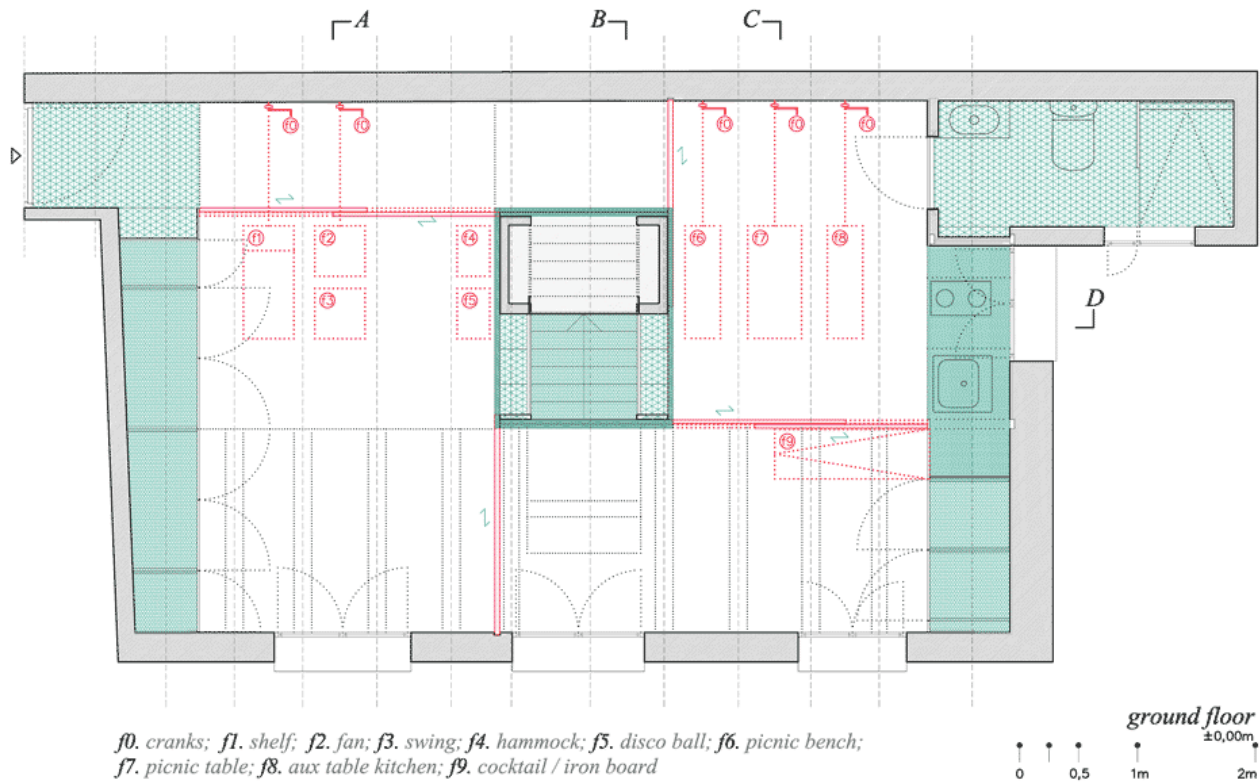 A B C
f0 f0 f0 f0 f0
f1 f2 f4 f6 f7 f8
f3 f5
D
f9
ground floor
±0,00m
f0. cranks; f1. shelf; f2. fan; f3. swing; f4. hammock; f5. disco ball; f6. picnic bench;
f7. picnic table; f8. aux table kitchen; f9. cocktail / iron board
0 0,5 1m 2m